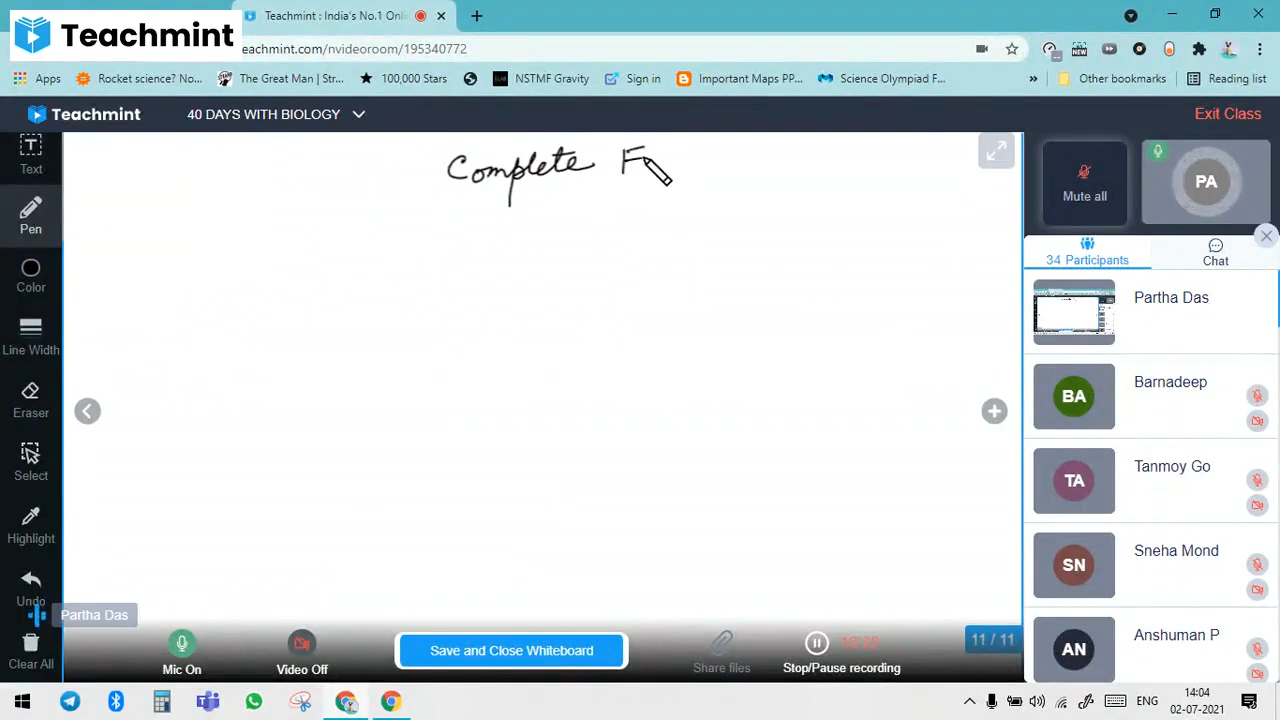 Teachmint : India's No.1 Onli
Teachmint
eachmint.com/nvideoroom/195340772
Apps
Rocket science? No...
The Great Man | Str...
100,000 Stars
NSTMF Gravity
Sign in
Important Maps PP...
Science Olympiad F...
»
Other bookmarks
Reading list
NEW
Teachmint
40 DAYS WITH BIOLOGY
Exit Class
Text
Pen
Color
Line Width
Eraser
Select
Highlight
Undo
Clear All
Complete F
Mute all
PA
34 Participants
Chat
Partha Das
BA
Barnadeep
TA
Tanmoy Go
SN
Sneha Mond
AN
Anshuman P
Partha Das
Mic On
Video Off
Save and Close Whiteboard
Share files
Stop/Pause recording
11 / 11
ENG
14:04
02-07-2021